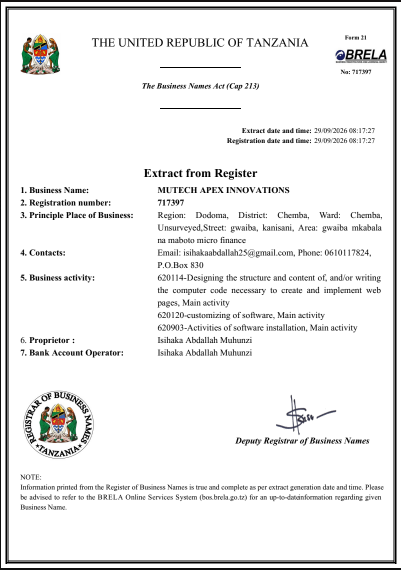 Form 21
THE UNITED REPUBLIC OF TANZANIA
BRELA
No: 717397
The Business Names Act (Cap 213)
Extract date and time: 29/09/2026 08:17:27
Registration date and time: 29/09/2026 08:17:27
Extract from Register
1. Business Name: MUTECH APEX INNOVATIONS
2. Registration number: 717397
3. Principle Place of Business: Region: Dodoma, District: Chemba, Ward: Chemba,
Unsurveyed,Street: gwaiba, kanisani, Area: gwaiba mkabala
na maboto micro finance
4. Contacts: Email: isihakaabdallah25@gmail.com, Phone: 0610117824,
P.O.Box 830
5. Business activity: 620114-Designing the structure and content of, and/or writing
the computer code necessary to create and implement web
pages, Main activity
620120-customizing of software, Main activity
620903-Activities of software installation, Main activity
6. Proprietor : Isihaka Abdallah Muhunzi
7. Bank Account Operator: Isihaka Abdallah Muhunzi
REGISTRAR OF BUSINESS NAMES
TANZANIA
Deputy Registrar of Business Names
NOTE:
Information printed from the Register of Business Names is true and complete as per extract generation date and time. Please
be advised to refer to the BRELA Online Services System (bos.brela.go.tz) for an up-to-dateinformation regarding given
Business Name.